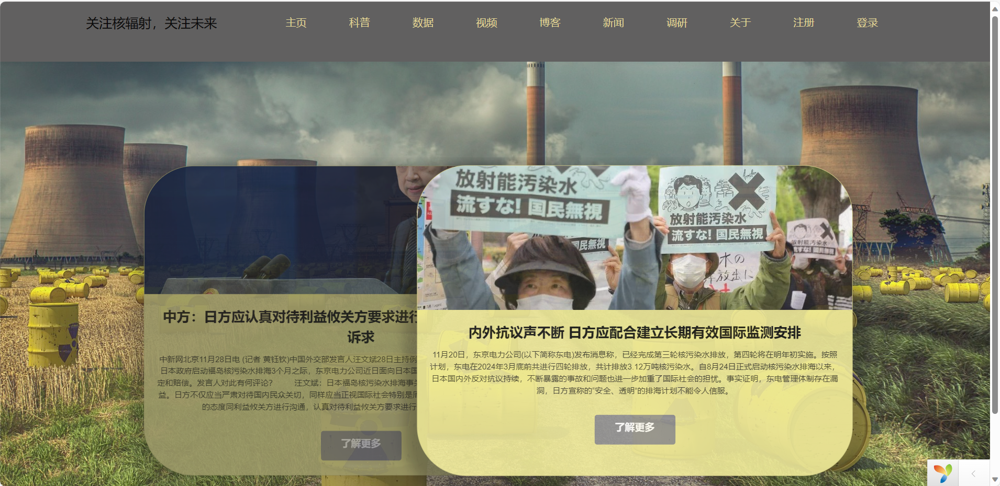 关注核辐射，关注未来
主页 科普 数据 视频 博客 新闻 调研 关于 注册 登录
放射能汚染水
流すな! 国民無視
放射能汚染水
流すな! 国民無視
国民無視
放射能汚染水
流すな! 国民無視
木の
放出に
中方：日方应认真对待利益攸关方要求进行
诉求
中新网北京11月28日电 (记者 黄钰钦)中国外交部发言人汪文斌28日主持例
日本政府启动福岛核污染水排海3个月之际，东京电力公司近日面向日本国
定和赔偿。发言人对此有何评论? 汪文斌：日本福岛核污染水排海事关
益。日方不仅应当严肃对待国内民众关切，同样应当正视国际社会特别是周
的态度同利益攸关方进行沟通，认真对待利益攸关方要求进行
了解更多
内外抗议声不断 日方应配合建立长期有效国际监测安排
11月20日，东京电力公司(以下简称东电)发布消息称，已经完成第三轮核污染水排放，第四轮将在明年初实施。按照
计划，东电在2024年3月底前共进行四轮排放，共计排放3.12万吨核污染水。自8月24日正式启动核污染水排海以来，
日本国内外反对抗议持续，不断暴露的事故和问题也进一步加重了国际社会的担忧。事实证明，东电管理体制存在漏
洞，日方宣称的“安全、透明”的排海计划不能令人信服。
了解更多